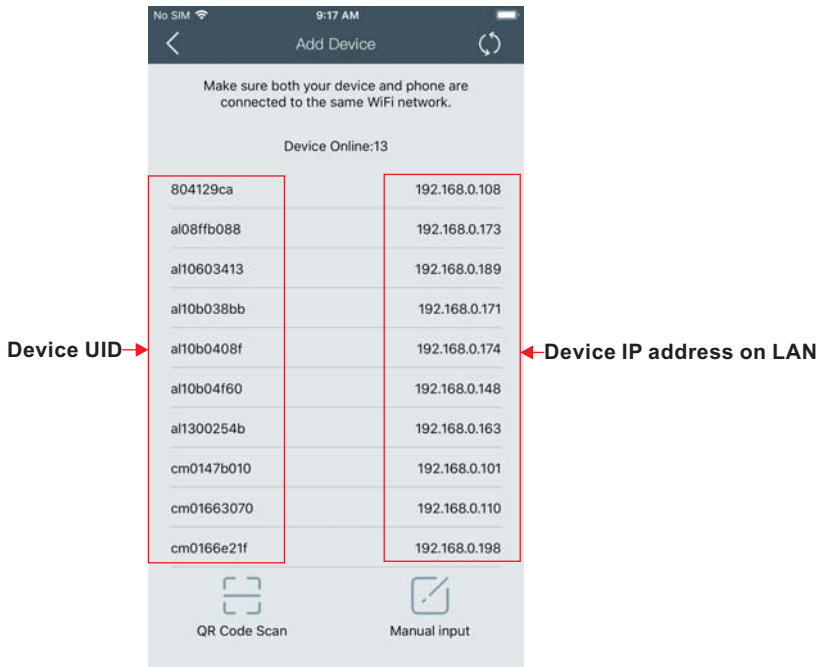 No SIM 9:17 AM
Add Device
Make sure both your device and phone are
connected to the same WiFi network.
Device Online:13
804129ca 192.168.0.108
al08ffb088 192.168.0.173
al10603413 192.168.0.189
al10b038bb 192.168.0.171
Device UID al10b0408f 192.168.0.174 Device IP address on LAN
al10b04f60 192.168.0.148
al1300254b 192.168.0.163
cm0147b010 192.168.0.101
cm01663070 192.168.0.110
cm0166e21f 192.168.0.198
QR Code Scan Manual input